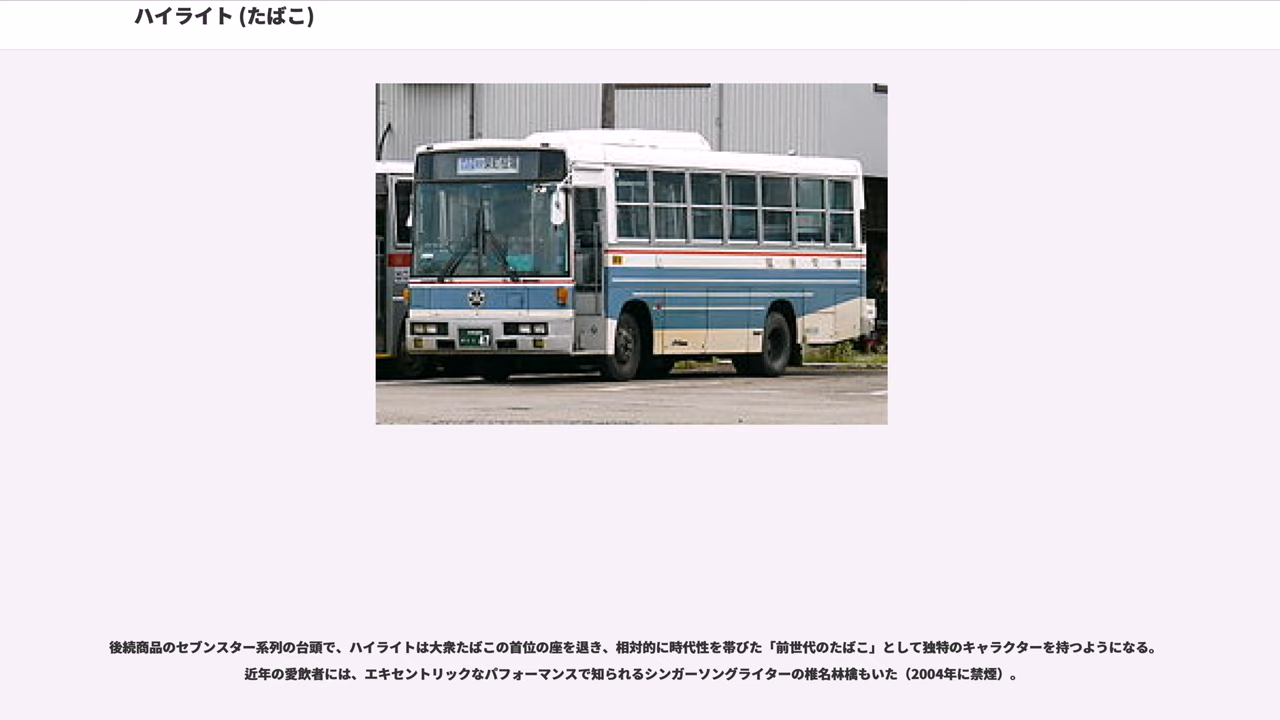 ハイライト (たばこ)
後続商品のセブンスター系列の台頭で、ハイライトは大衆たばこの首位の座を退き、相対的に時代性を帯びた「前世代のたばこ」として独特のキャラクターを持つようになる。
近年の愛飲者には、エキセントリックなパフォーマンスで知られるシンガーソングライターの椎名林檎もいた（2004年に禁煙）。